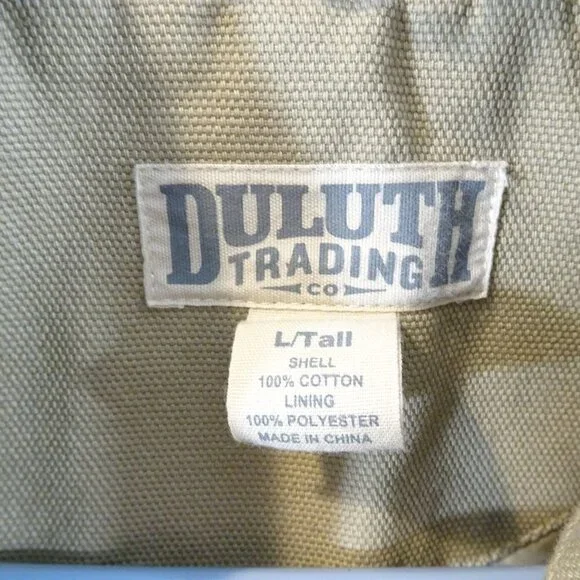 DULUTH
TRADING
CO
L/Tall
SHELL
100% COTTON
LINING
100% POLYESTER
MADE IN CHINA